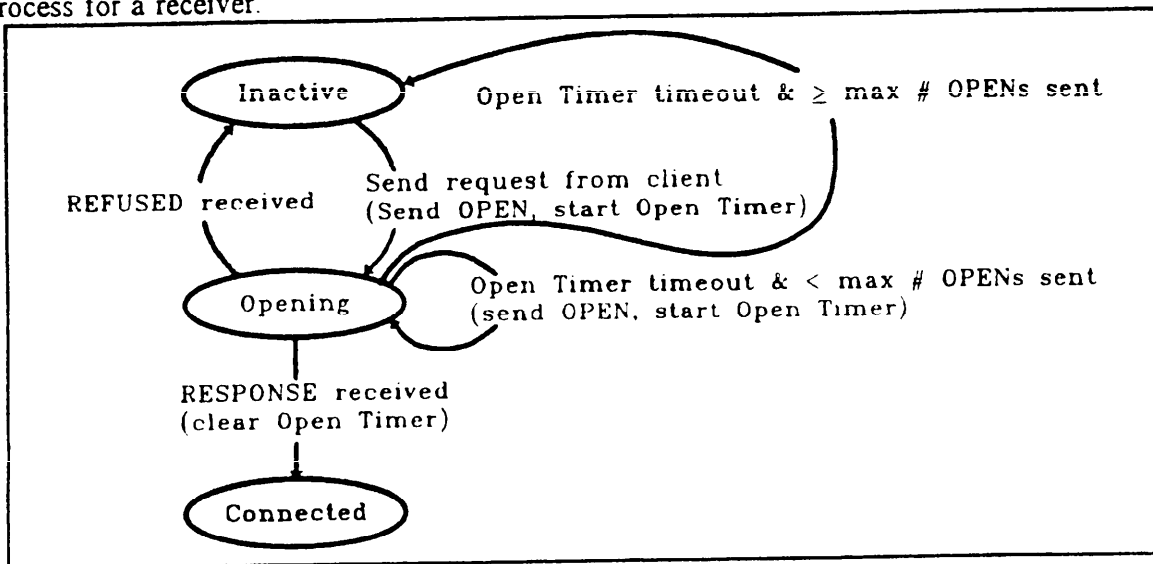 rocess for a receiver.
Inactive
Open Timer timeout & ≥ max # OPENs sent
REFUSED received
Send request from client
(Send OPEN, start Open Timer)
Opening
Open Timer timeout & < max # OPENs sent
(send OPEN, start Open Timer)
RESPONSE received
(clear Open Timer)
Connected